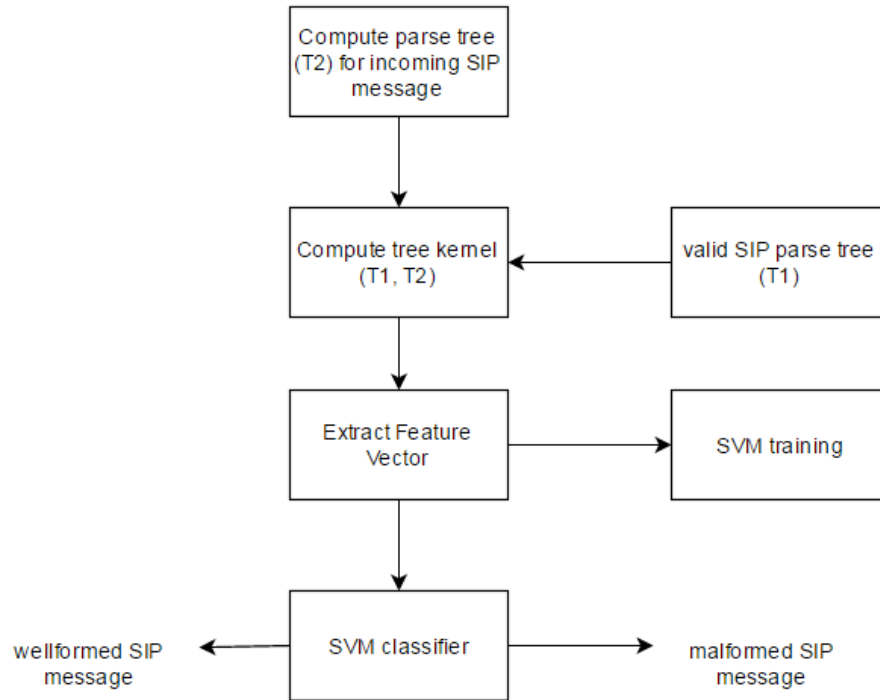 Compute parse tree
(T2) for incoming SIP
message
Compute tree kernel
(T1, T2)
valid SIP parse tree
(T1)
Extract Feature
Vector
SVM training
wellformed SIP
message
SVM classifier
malformed SIP
message